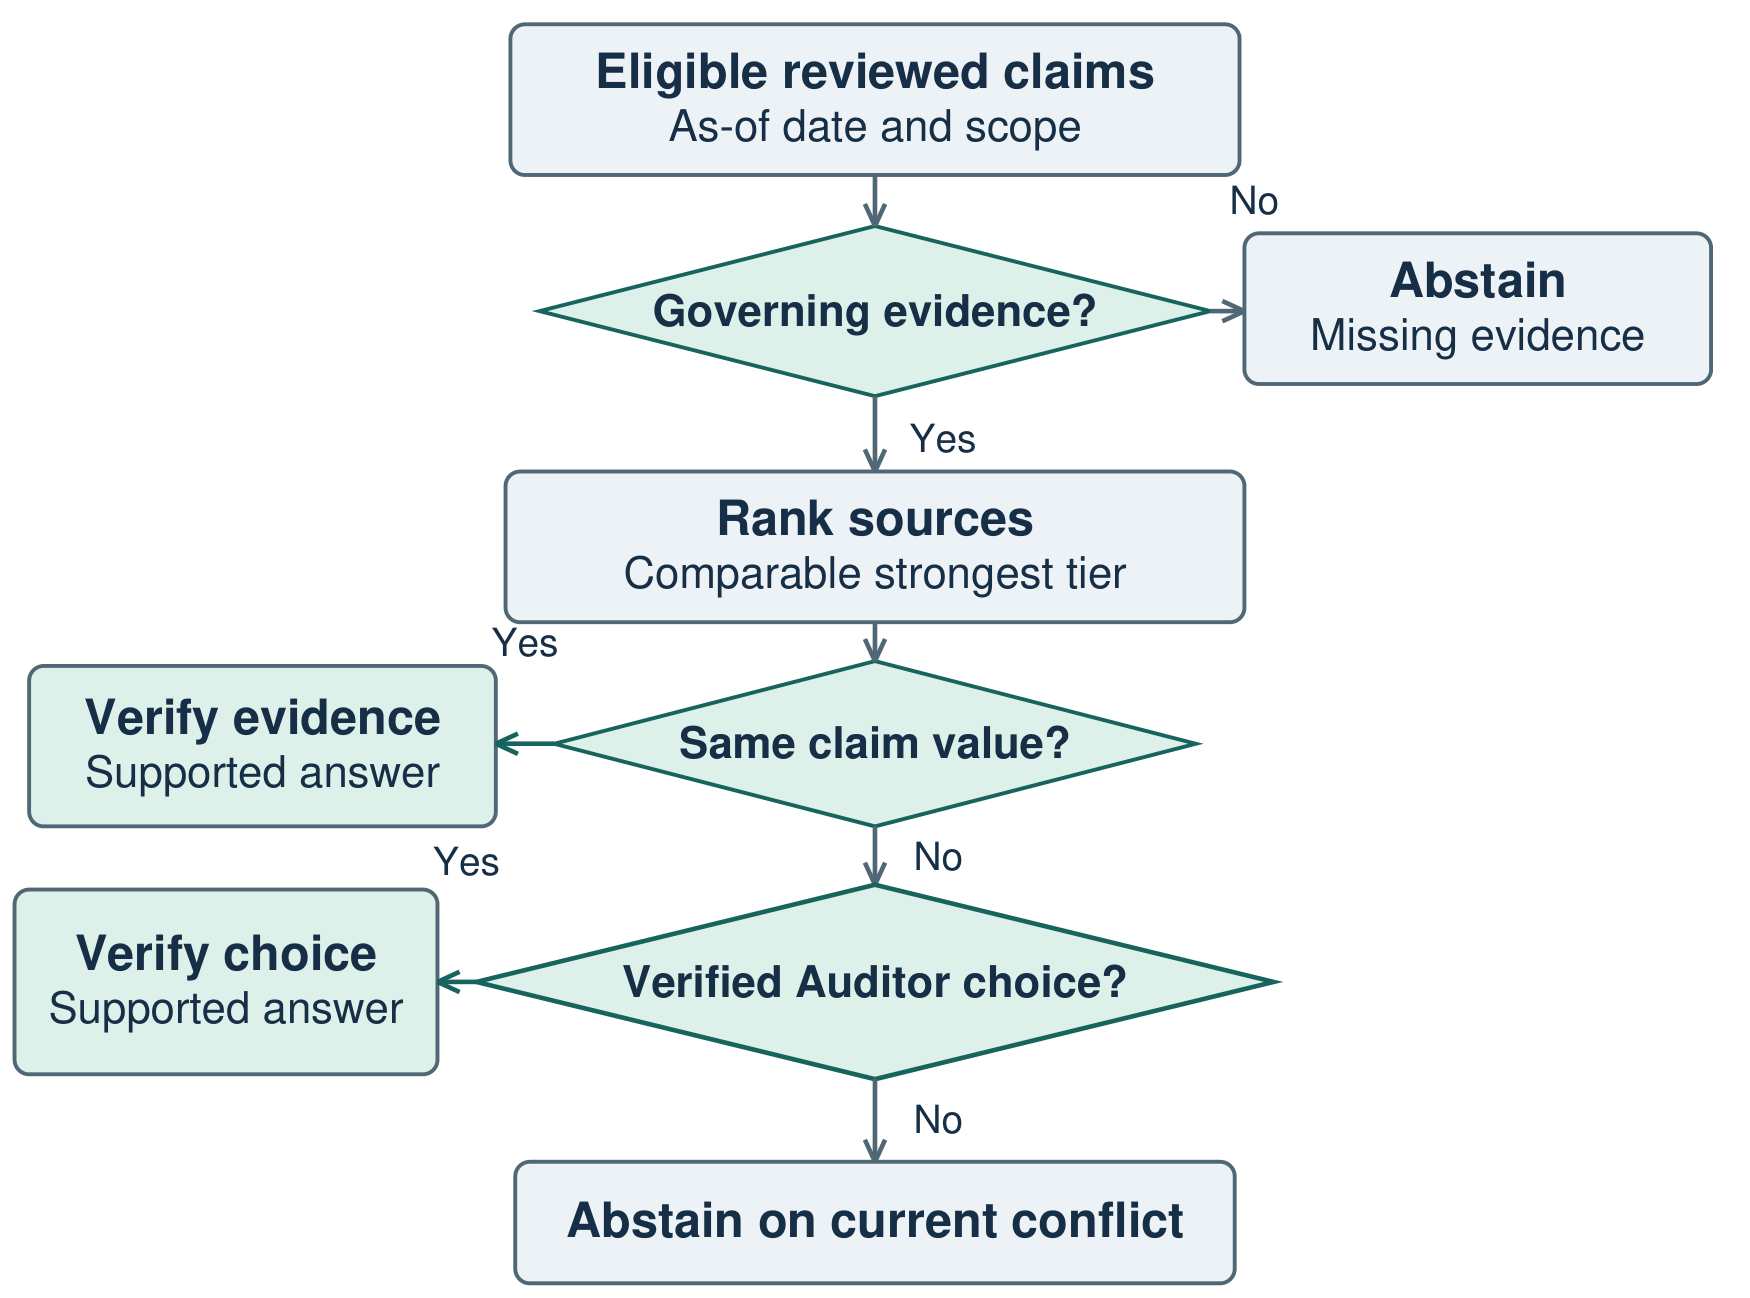 Eligible reviewed claims
As-of date and scope
No
Governing evidence?
Abstain
Missing evidence
Yes
Rank sources
Comparable strongest tier
Yes
Verify evidence
Supported answer
Same claim value?
No
Yes
Verify choice
Supported answer
Verified Auditor choice?
No
Abstain on current conflict